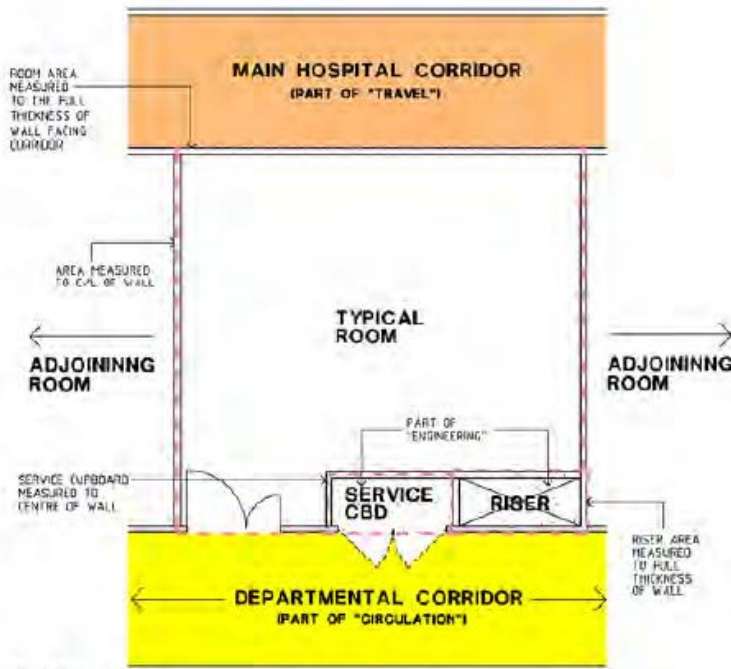 MAIN HOSPITAL CORRIDOR
(PART OF "TRAVEL")
ROOM AREA
MEASURED
TO THE FULL
THICKNESS OF
WALL FACING
CORRIDOR
AREA MEASURED
TO C/L OF WALL
TYPICAL
ROOM
ADJOININNG
ROOM
ADJOININNG
ROOM
PART OF
"ENGINEERING"
SERVICE CUPBOARD
MEASURED TO
CENTRE OF WALL
SERVICE
CBD
RISER
RISER AREA
MEASURED
TO FULL
THICKNESS
OF WALL
DEPARTMENTAL CORRIDOR
(PART OF "CIRCULATION")